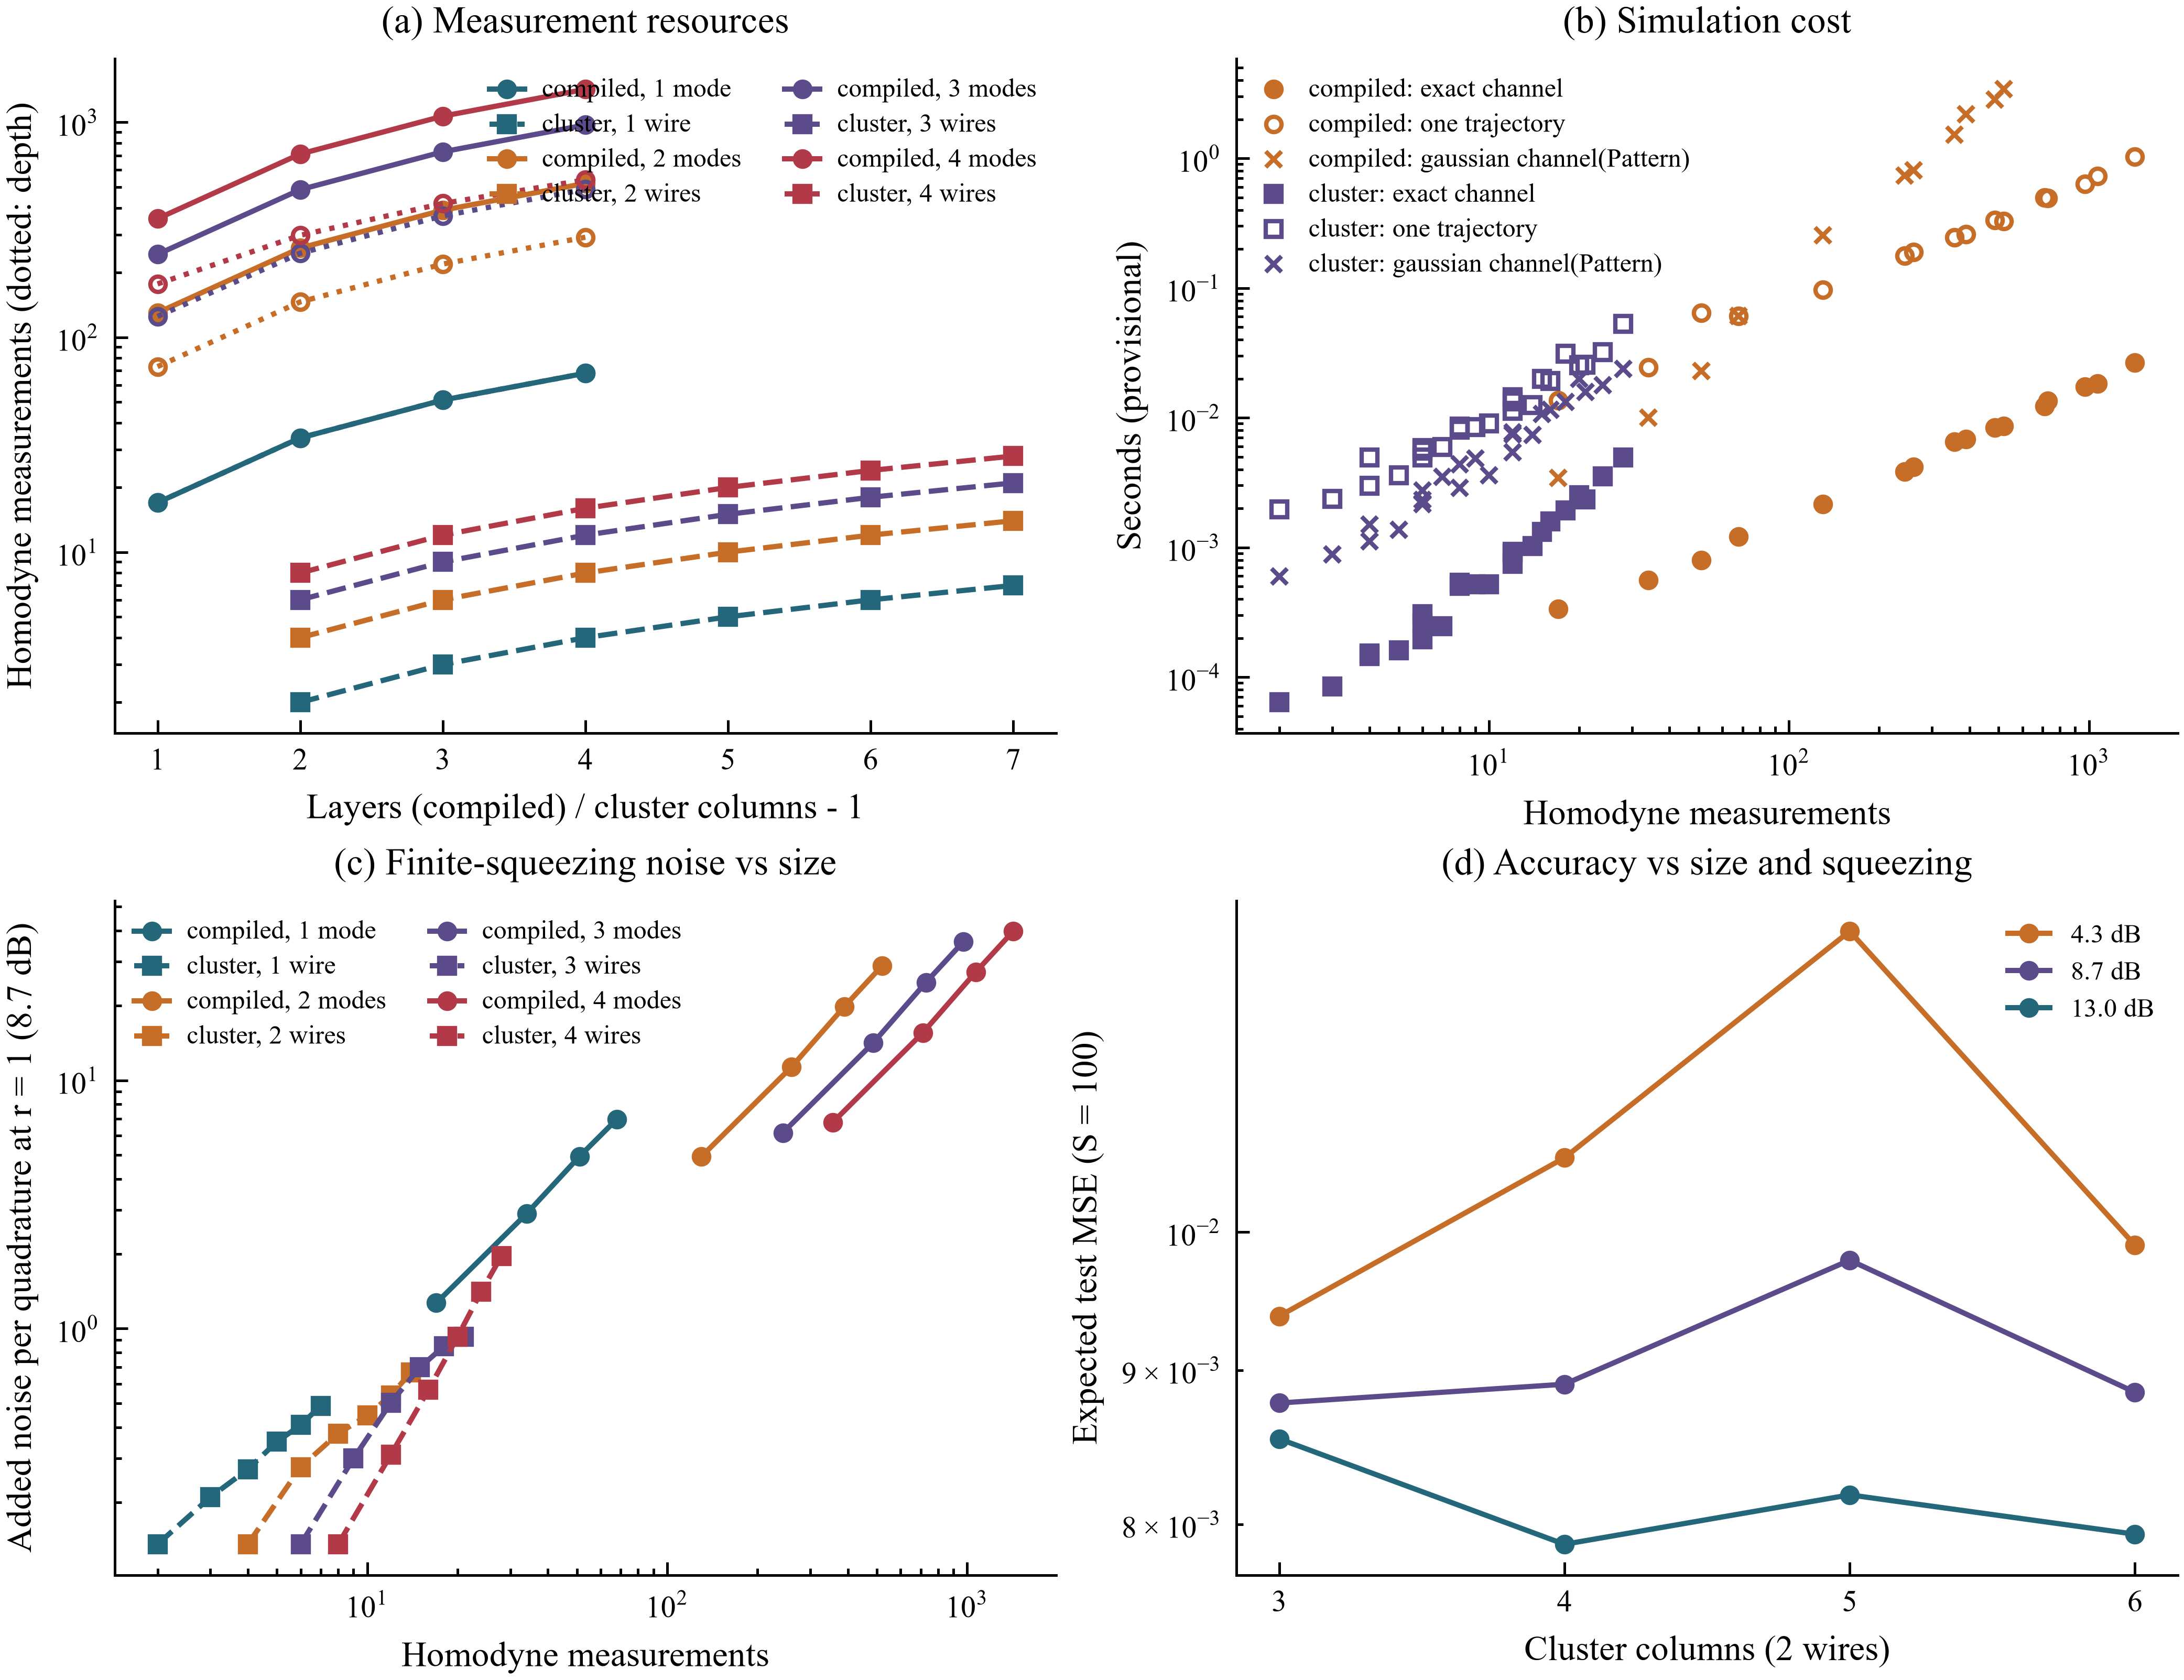 (a) Measurement resources
Homodyne measurements (dotted: depth)
10³
10²
10¹
compiled, 1 mode
cluster, 1 wire
compiled, 2 modes
cluster, 2 wires
compiled, 3 modes
cluster, 3 wires
compiled, 4 modes
cluster, 4 wires
1 2 3 4 5 6 7
Layers (compiled) / cluster columns - 1
(b) Simulation cost
Seconds (provisional)
10⁰
10⁻¹
10⁻²
10⁻³
10⁻⁴
compiled: exact channel
compiled: one trajectory
compiled: gaussian channel(Pattern)
cluster: exact channel
cluster: one trajectory
cluster: gaussian channel(Pattern)
10¹ 10² 10³
Homodyne measurements
(c) Finite-squeezing noise vs size
Added noise per quadrature at r = 1 (8.7 dB)
10¹
10⁰
compiled, 1 mode
cluster, 1 wire
compiled, 2 modes
cluster, 2 wires
compiled, 3 modes
cluster, 3 wires
compiled, 4 modes
cluster, 4 wires
10¹ 10² 10³
Homodyne measurements
(d) Accuracy vs size and squeezing
Expected test MSE (S = 100)
10⁻²
9 × 10⁻³
8 × 10⁻³
4.3 dB
8.7 dB
13.0 dB
3 4 5 6
Cluster columns (2 wires)